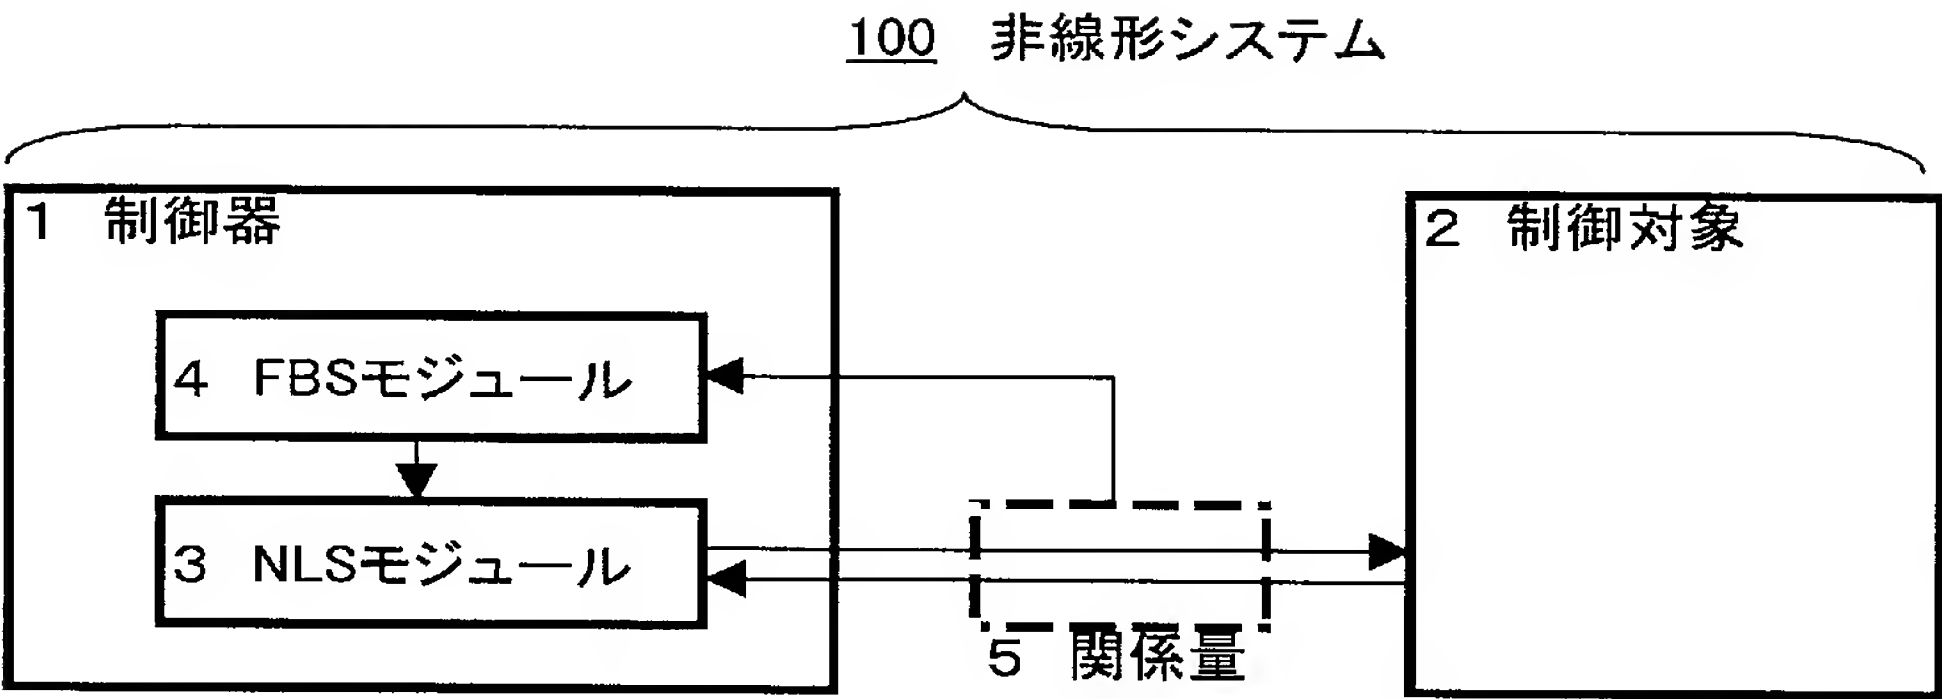 100 非線形システム
1 制御器
2 制御対象
4 FBSモジュール
3 NLSモジュール
5 関係量